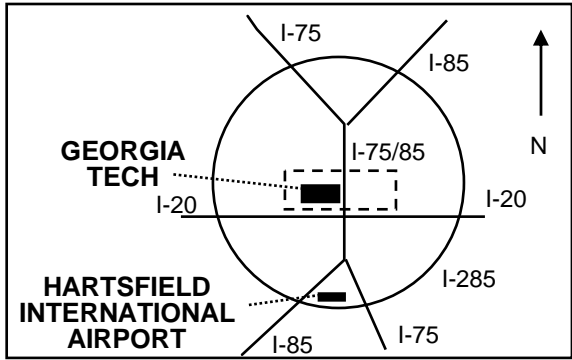 I-75
I-85
N
I-75/85
GEORGIA
TECH
I-20
I-20
I-285
HARTSFIELD
INTERNATIONAL
AIRPORT
I-85
I-75